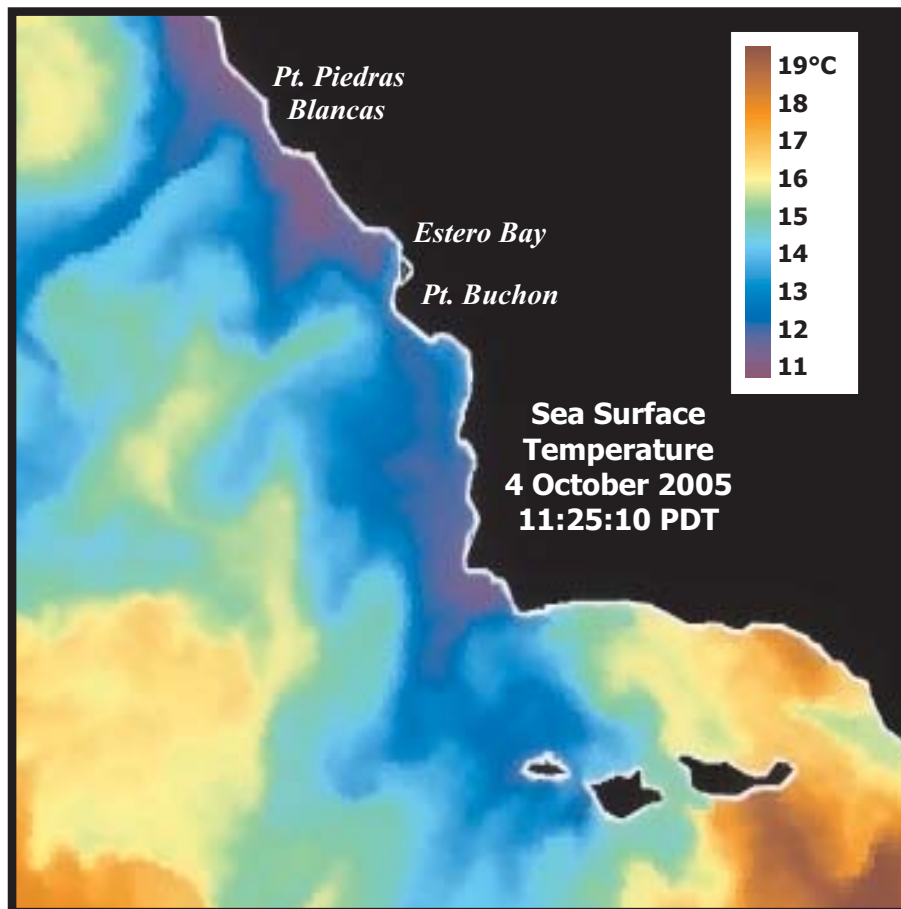 Pt. Piedras
Blancas
Estero Bay
Pt. Buchon
19°C
18
17
16
15
14
13
12
11
Sea Surface
Temperature
4 October 2005
11:25:10 PDT